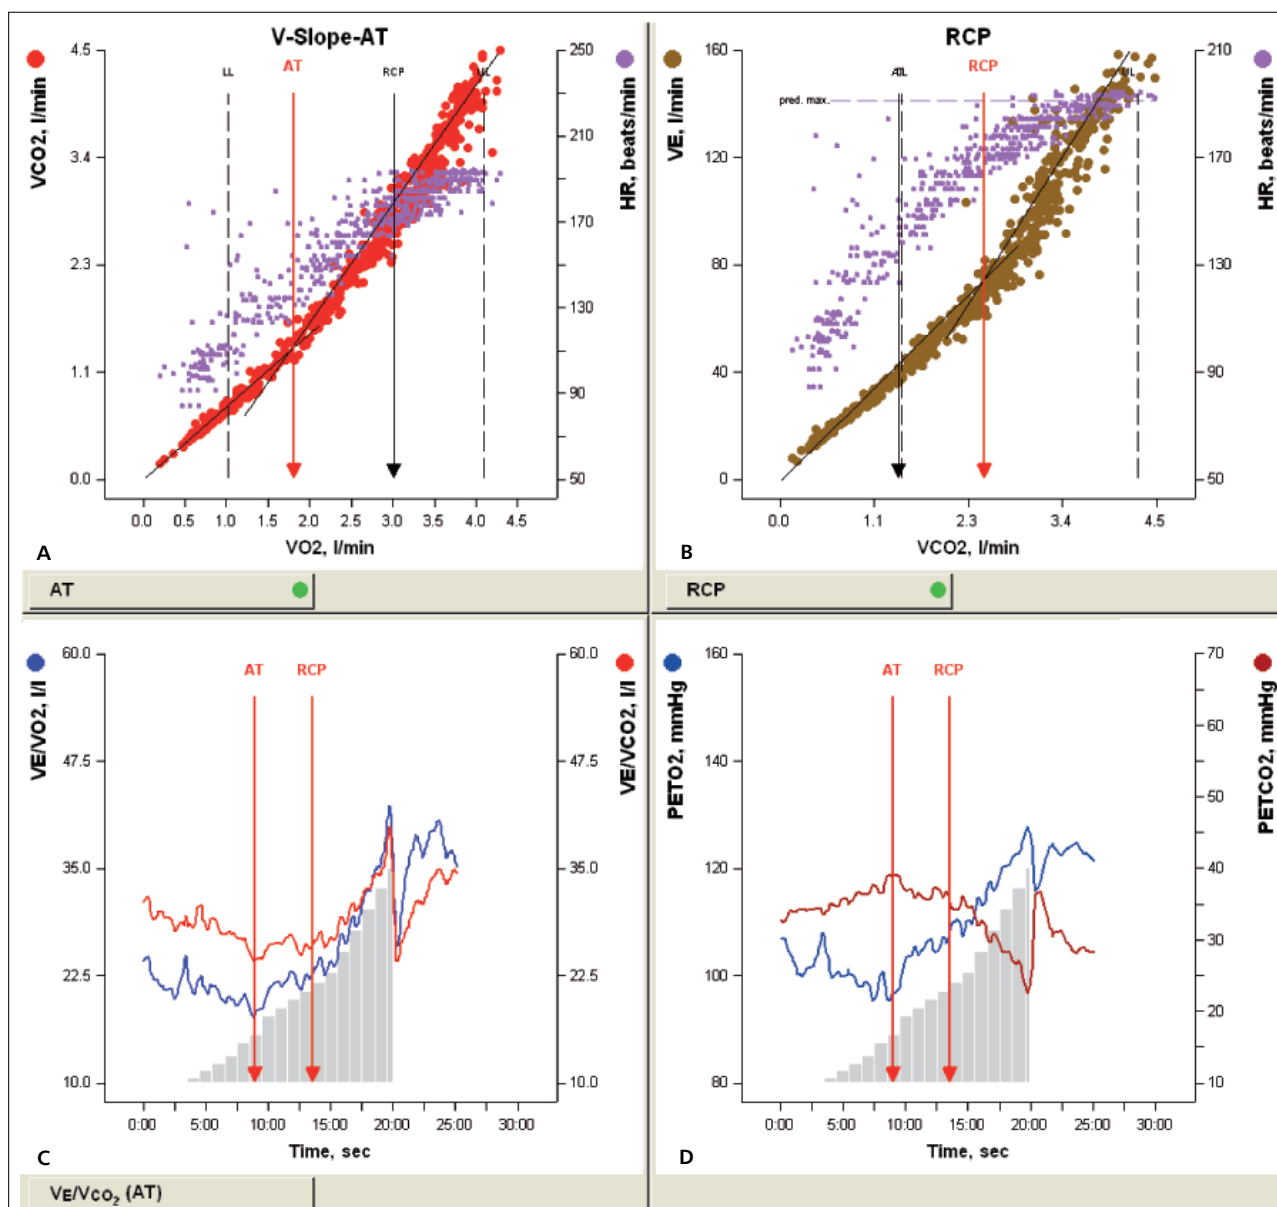 V-Slope-AT
VCO2, l/min
HR, beats/min
4.5
3.4
2.3
1.1
0.0
250
210
170
130
90
50
LL
AT
RCP
UL
0.0 0.5 1.1 1.5 2.0 2.5 3.0 3.5 4.0 4.5
VO2, l/min
A
AT
RCP
VE, l/min
HR, beats/min
160
120
80
40
0
210
170
130
90
50
pred. max.
RCP
UL
0.0 1.1 2.3 3.4 4.5
VCO2, l/min
B
RCP
VE/VO2, l/l
VE/VCO2, l/l
60.0
47.5
35.0
22.5
10.0
60.0
47.5
35.0
22.5
10.0
AT RCP
0:00 5:00 10:00 15:00 20:00 25:00 30:00
Time, sec
C
VE/VCO2 (AT)
PETO2, mmHg
PETCO2, mmHg
160
140
120
100
80
70
60
50
40
30
20
10
AT RCP
0:00 5:00 10:00 15:00 20:00 25:00 30:00
Time, sec
D